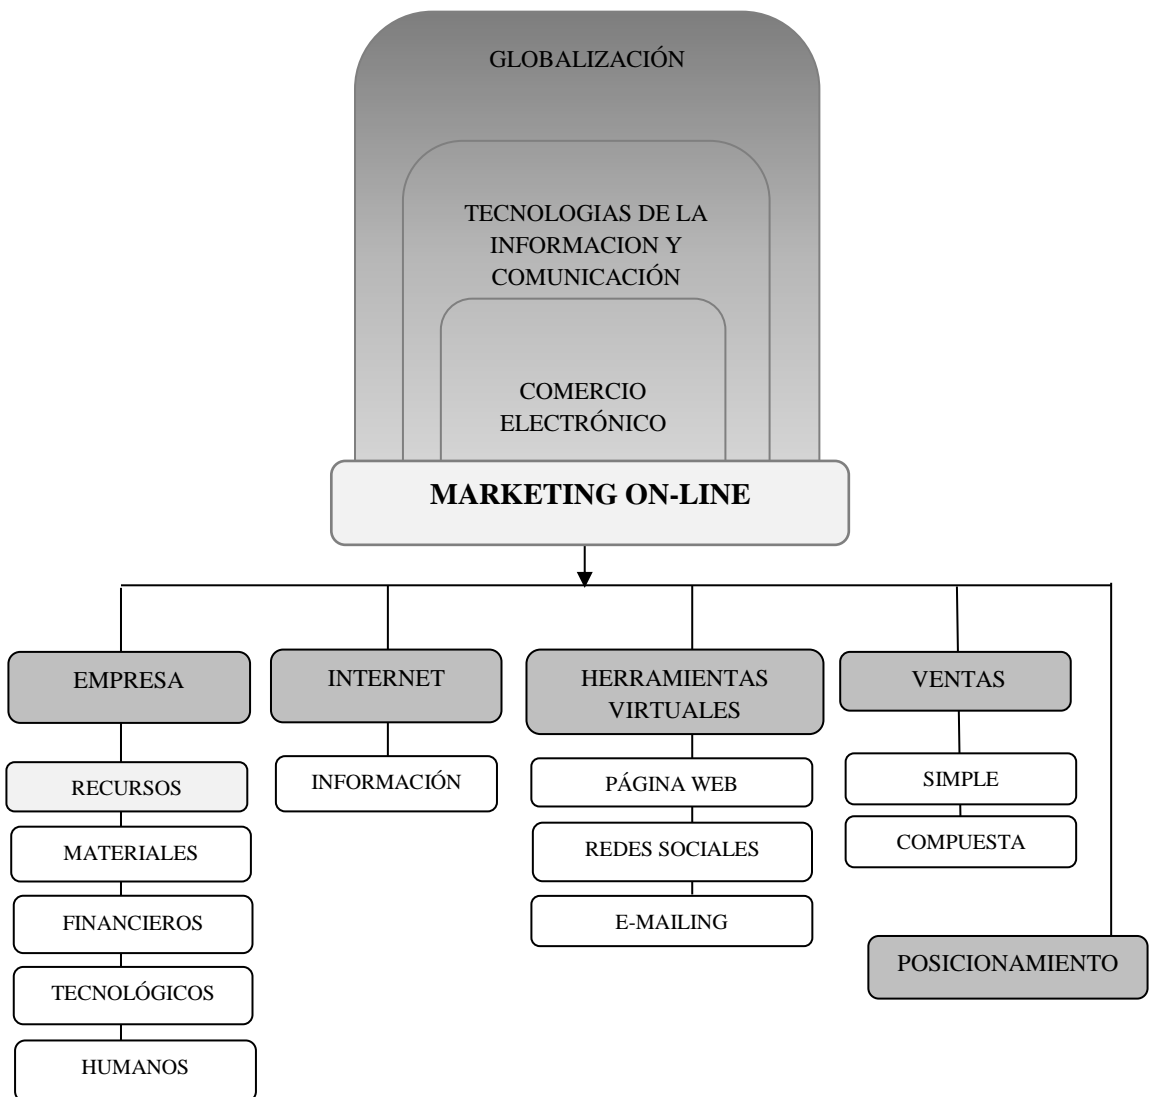 GLOBALIZACIÓN
TECNOLOGIAS DE LA
INFORMACION Y
COMUNICACIÓN
COMERCIO
ELECTRÓNICO
MARKETING ON-LINE
EMPRESA
RECURSOS
MATERIALES
FINANCIEROS
TECNOLÓGICOS
HUMANOS
INTERNET
INFORMACIÓN
HERRAMIENTAS
VIRTUALES
PÁGINA WEB
REDES SOCIALES
E-MAILING
VENTAS
SIMPLE
COMPUESTA
POSICIONAMIENTO